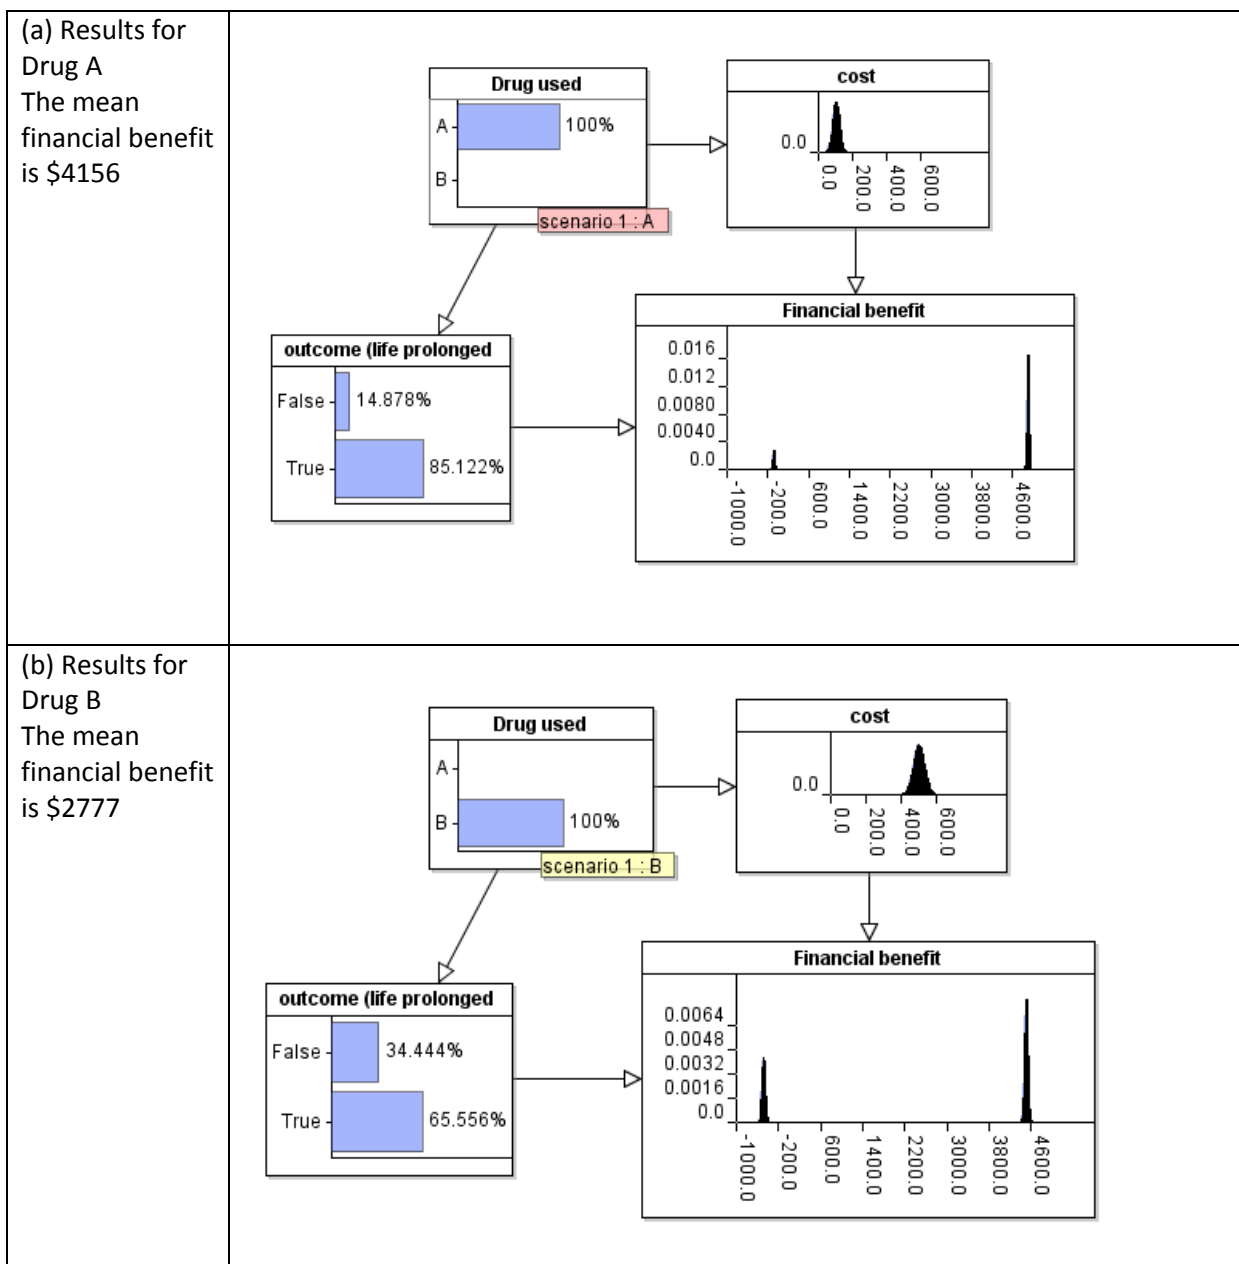 (a) Results for
Drug A
The mean
financial benefit
is $4156
Drug used
A
100%
B
scenario 1 : A
cost
0.0
0.0
200.0
400.0
600.0
outcome (life prolonged
False
14.878%
True
85.122%
Financial benefit
0.016
0.012
0.0080
0.0040
0.0
-1000.0
-200.0
600.0
1400.0
2200.0
3000.0
3800.0
4600.0
(b) Results for
Drug B
The mean
financial benefit
is $2777
Drug used
A
B
100%
scenario 1 : B
cost
0.0
0.0
200.0
400.0
600.0
outcome (life prolonged
False
34.444%
True
65.556%
Financial benefit
0.0064
0.0048
0.0032
0.0016
0.0
-1000.0
-200.0
600.0
1400.0
2200.0
3000.0
3800.0
4600.0